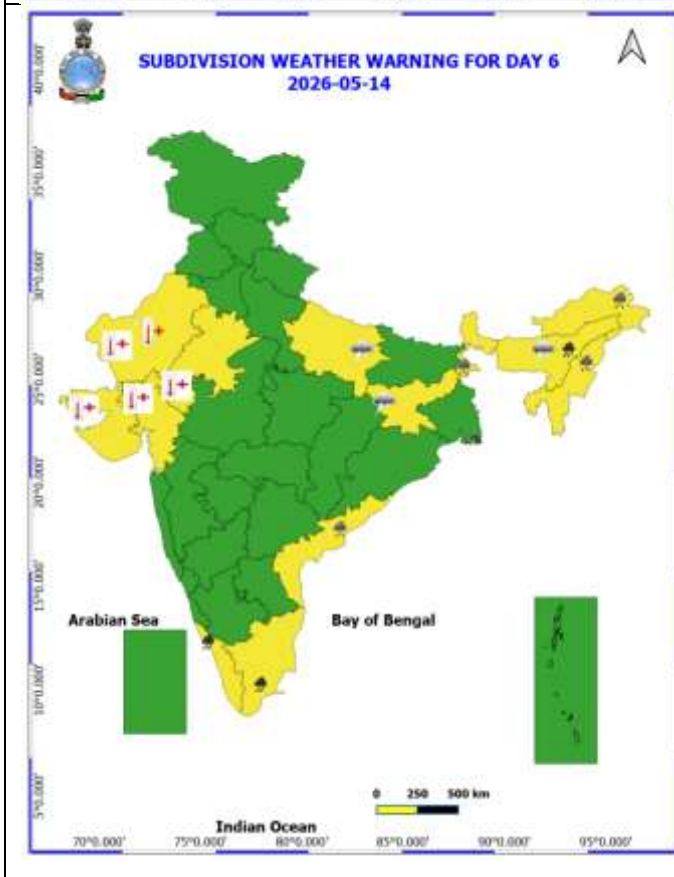 SUBDIVISION WEATHER WARNING FOR DAY 6
2026-05-14
40°0.000'
35°0.000'
30°0.000'
25°0.000'
20°0.000'
15°0.000'
10°0.000'
5°0.000'
Arabian Sea
Bay of Bengal
0 250 500 km
Indian Ocean
70°0.000' 75°0.000' 80°0.000' 85°0.000' 90°0.000' 95°0.000'